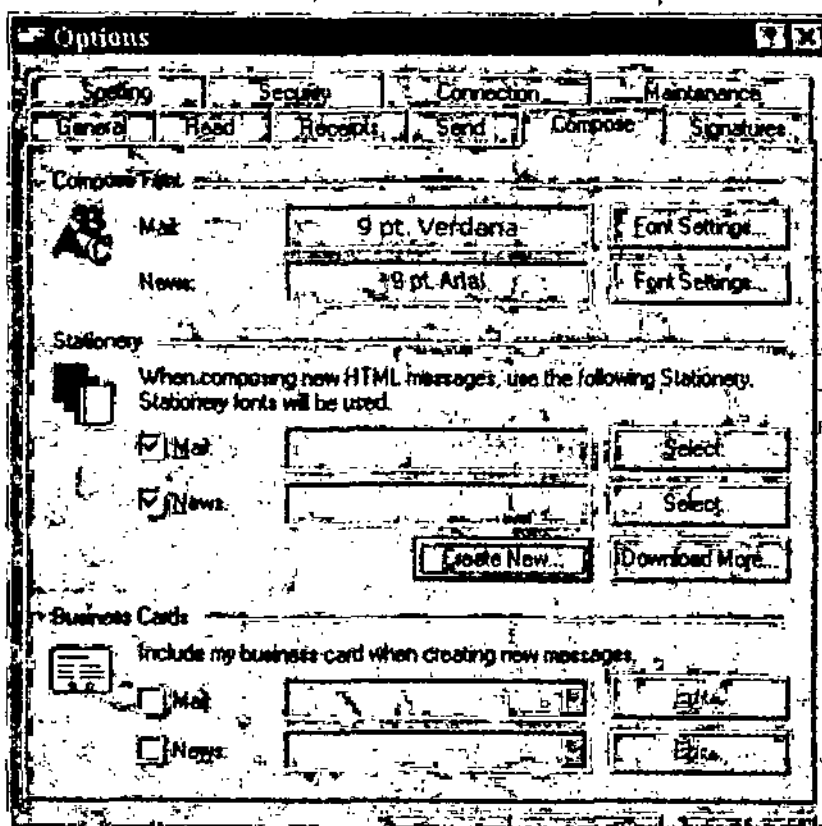 Options
Spelling Security Connection Maintenance
General Read Receipts Send Compose Signatures
Compose Font
Mail: 9 pt. Verdana Font Settings...
News: 9 pt. Arial Font Settings...
Stationery
When composing new HTML messages, use the following Stationery.
Stationery fonts will be used.
Mail: Select...
News: Select...
Create New... Download More...
Business Cards
Include my business card when creating new messages.
Mail:
News: